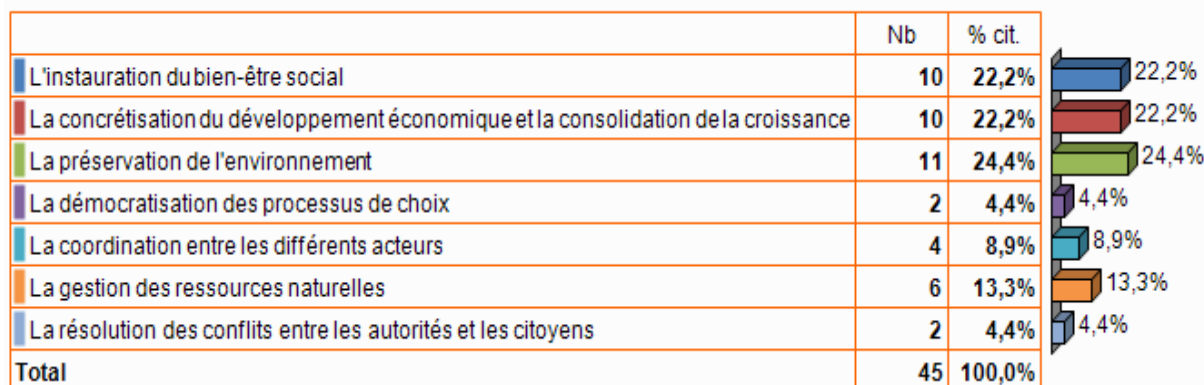 Nb % cit.
L'instauration du bien-être social 10 22,2% 22,2%
La concrétisation du développement économique et la consolidation de la croissance 10 22,2% 22,2%
La préservation de l'environnement 11 24,4% 24,4%
La démocratisation des processus de choix 2 4,4% 4,4%
La coordination entre les différents acteurs 4 8,9% 8,9%
La gestion des ressources naturelles 6 13,3% 13,3%
La résolution des conflits entre les autorités et les citoyens 2 4,4% 4,4%
Total 45 100,0%